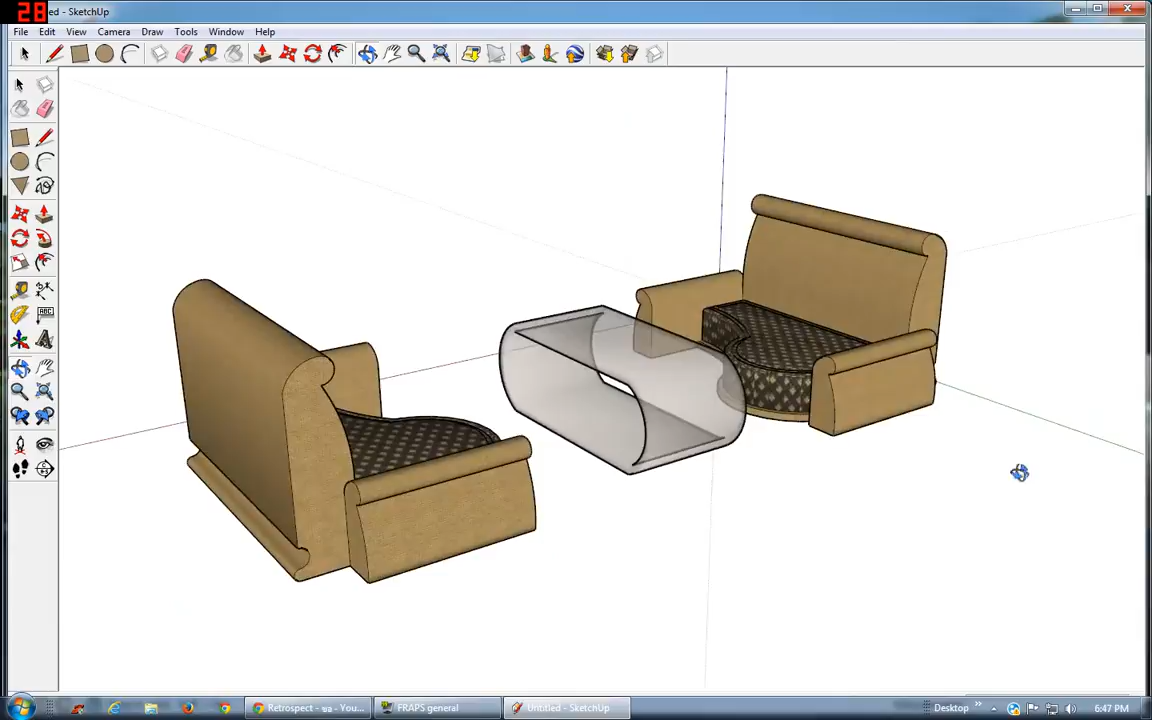 28
ed - SketchUp
File Edit View Camera Draw Tools Window Help
ABC
Retrospect - ...You...
FRAPS general
Untitled - SketchUp
Desktop
6:47 PM